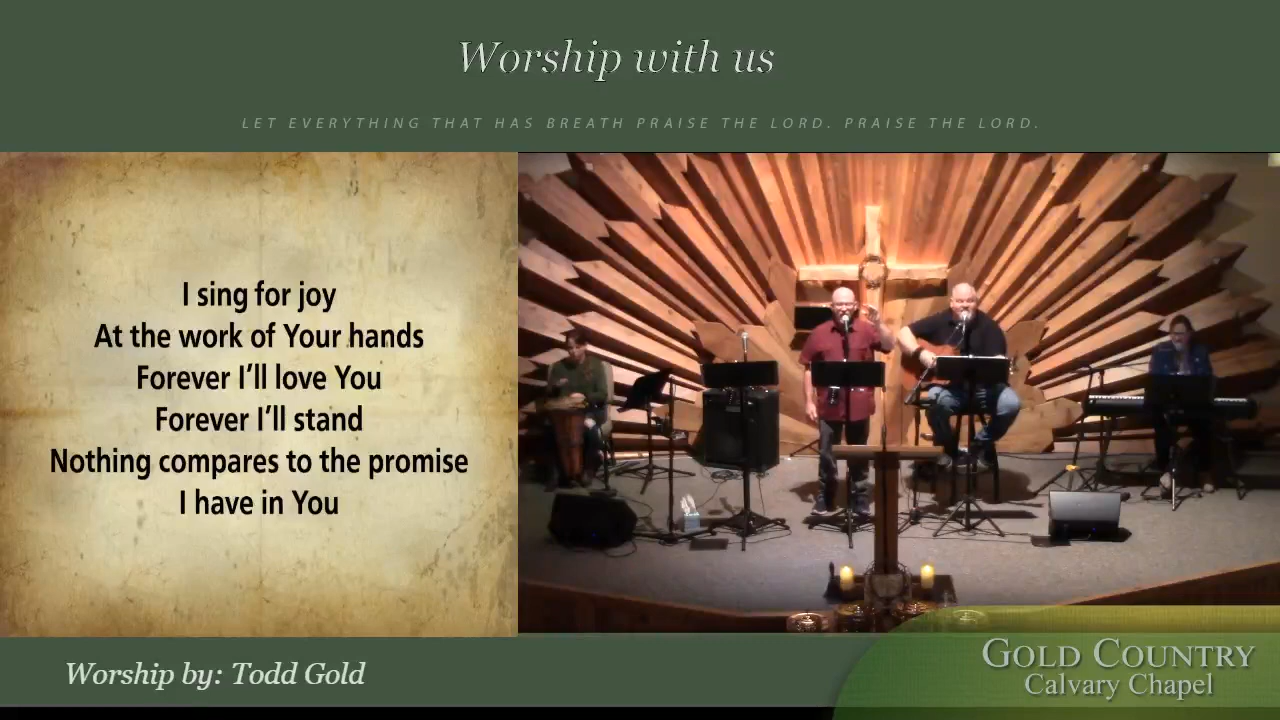 Worship with us
LET EVERYTHING THAT HAS BREATH PRAISE THE LORD. PRAISE THE LORD.
I sing for joy
At the work of Your hands
Forever I'll love You
Forever I'll stand
Nothing compares to the promise
I have in You
Worship by: Todd Gold
GOLD COUNTRY
Calvary Chapel